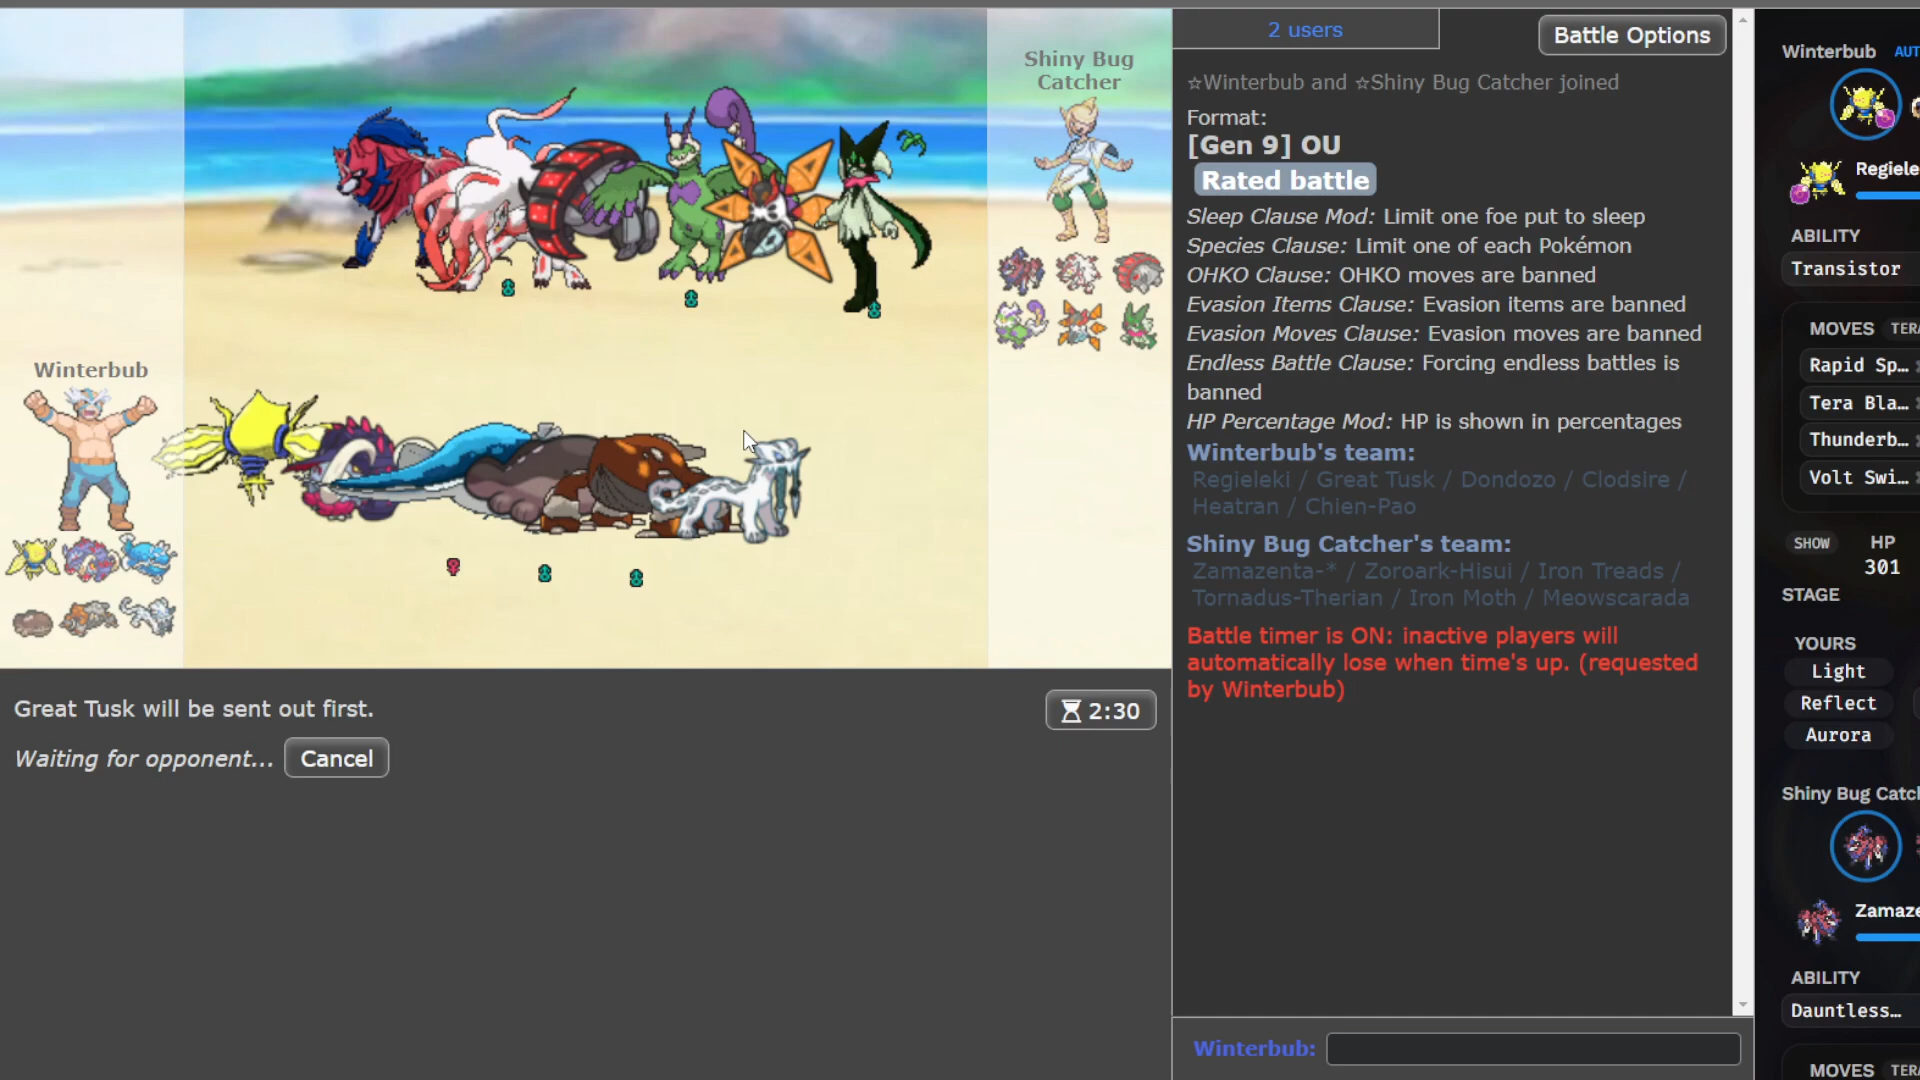 Shiny Bug
Catcher
Winterbub
Great Tusk will be sent out first.
2:30
Waiting for opponent... Cancel
2 users
Battle Options
☆Winterbub and ☆Shiny Bug Catcher joined
Format:
[Gen 9] OU
Rated battle
Sleep Clause Mod: Limit one foe put to sleep
Species Clause: Limit one of each Pokémon
OHKO Clause: OHKO moves are banned
Evasion Items Clause: Evasion items are banned
Evasion Moves Clause: Evasion moves are banned
Endless Battle Clause: Forcing endless battles is
banned
HP Percentage Mod: HP is shown in percentages
Winterbub's team:
Regieleki / Great Tusk / Dondozo / Clodsire /
Heatran / Chien-Pao
Shiny Bug Catcher's team:
Zamazenta-* / Zoroark-Hisui / Iron Treads /
Tornadus-Therian / Iron Moth / Meowscarada
Battle timer is ON: inactive players will
automatically lose when time's up. (requested
by Winterbub)
Winterbub:
Winterbub AUT
Regiele
ABILITY
Transistor
MOVES TERA
Rapid Sp…
Tera Bla…
Thunderb…
Volt Swi…
SHOW HP
301
STAGE
YOURS
Light
Reflect
Aurora
Shiny Bug Catch
Zamaze
ABILITY
Dauntless…
MOVES TERA